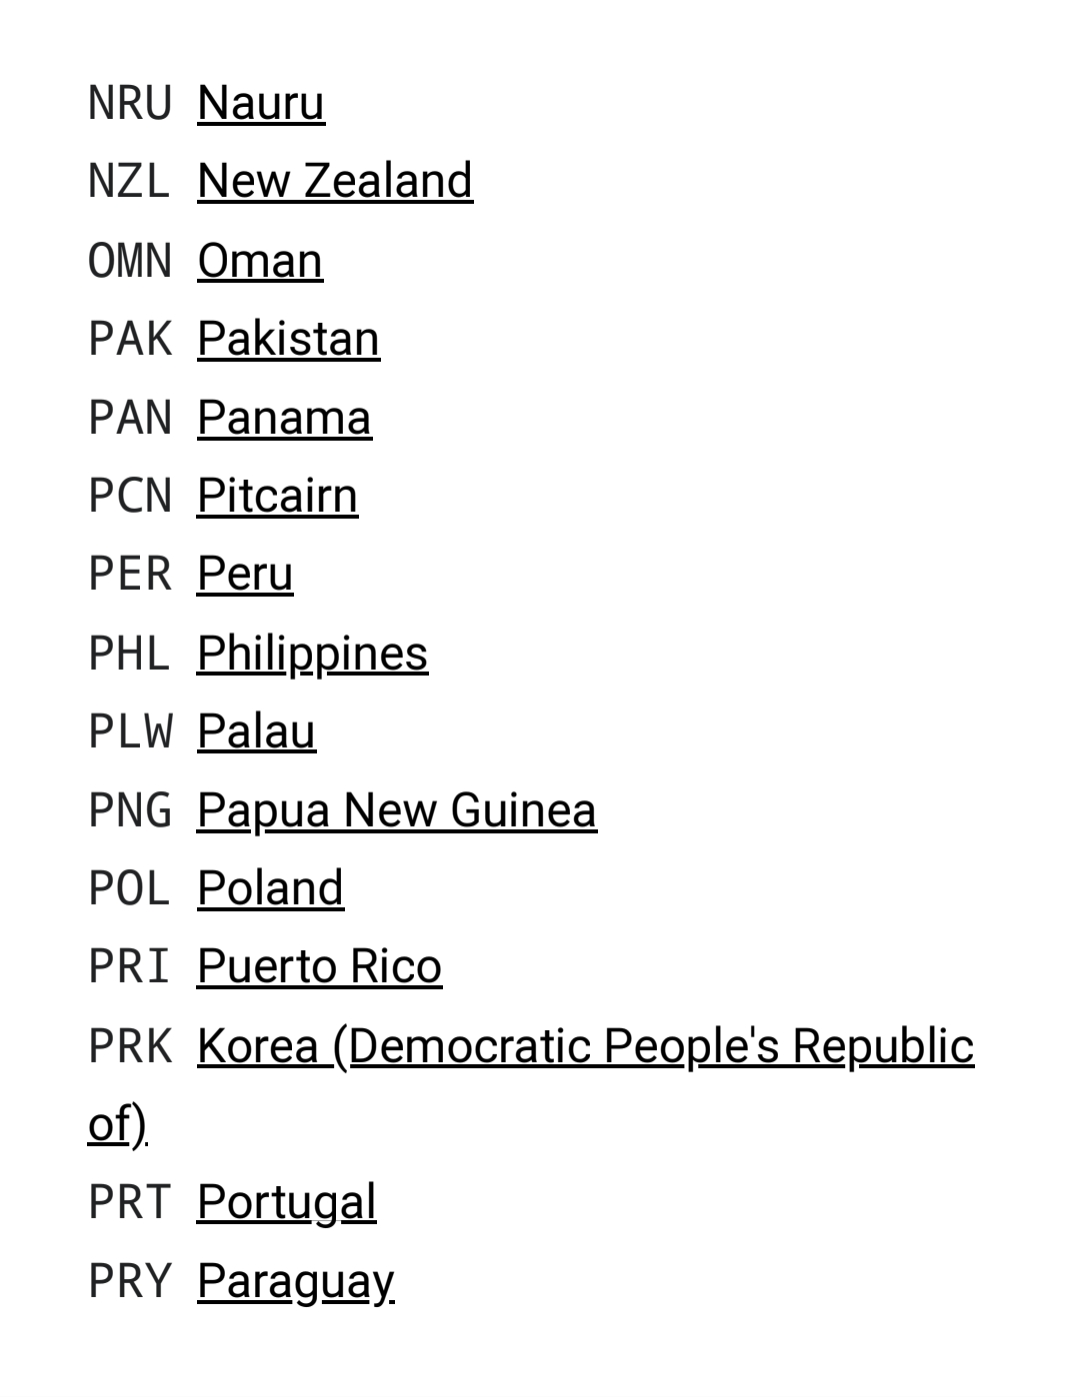 NRU Nauru
NZL New Zealand
OMN Oman
PAK Pakistan
PAN Panama
PCN Pitcairn
PER Peru
PHL Philippines
PLW Palau
PNG Papua New Guinea
POL Poland
PRI Puerto Rico
PRK Korea (Democratic People's Republic
of)
PRT Portugal
PRY Paraguay